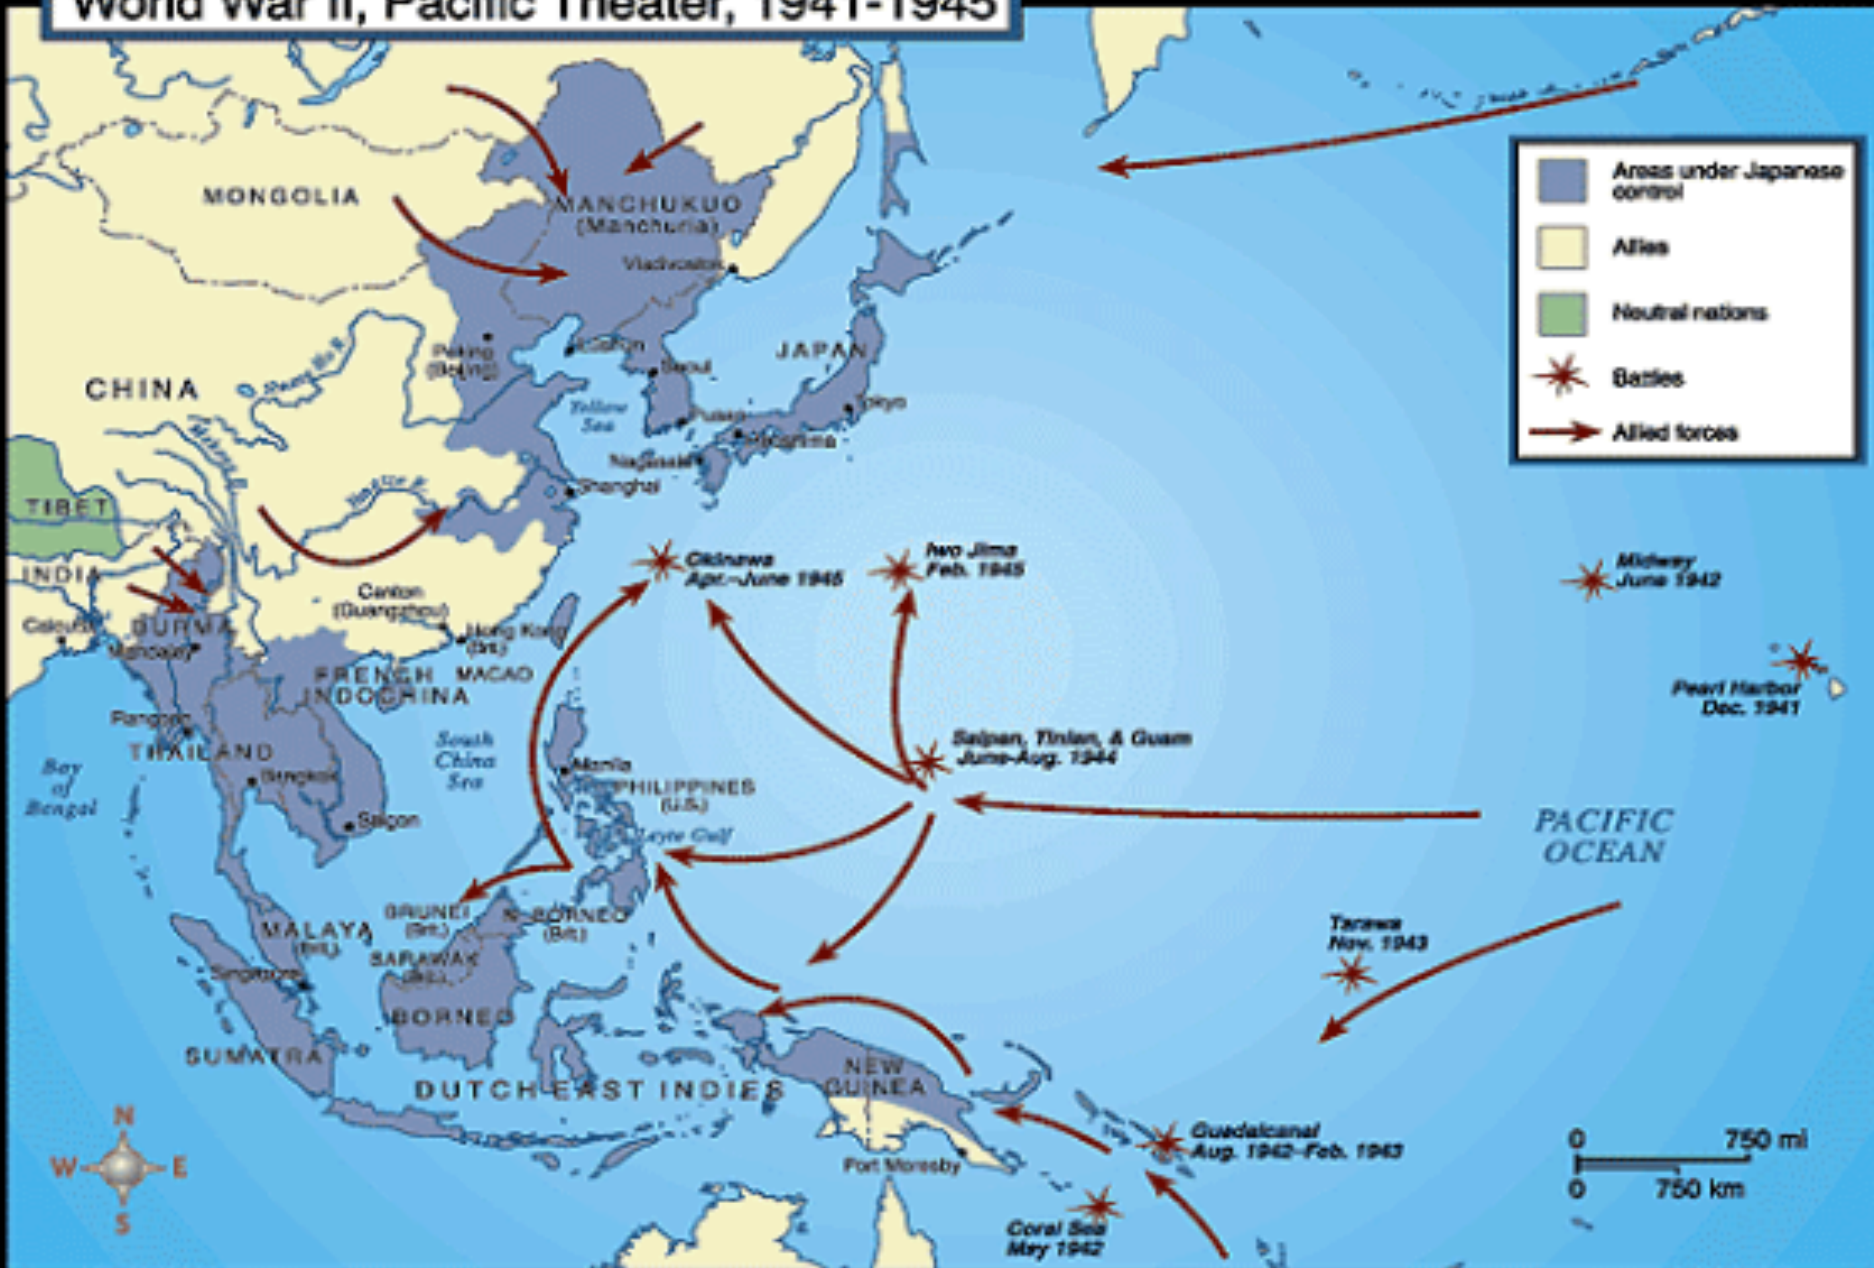 World War II, Pacific Theater, 1941-1945
Areas under Japanese
control
Allies
Neutral nations
Battles
Allied forces
MONGOLIA
MANCHUKUO
(Manchuria)
Vladivostok
CHINA
Peking
(Beijing)
Seoul
JAPAN
Tokyo
Yellow
Sea
Pusan
Hiroshima
Nagasaki
Shanghai
TIBET
INDIA
Calcutta
BURMA
Mandalay
Canton
(Guangzhou)
Hong Kong
(Brit.)
MACAO
FRENCH
INDOCHINA
Rangoon
THAILAND
Bangkok
Saigon
Bay
of
Bengal
South
China
Sea
Manila
PHILIPPINES
(U.S.)
Leyte Gulf
Okinawa
Apr.-June 1945
Iwo Jima
Feb. 1945
Midway
June 1942
Pearl Harbor
Dec. 1941
Saipan, Tinian, & Guam
June-Aug. 1944
PACIFIC
OCEAN
Tarawa
Nov. 1943
BRUNEI
(Brit.)
N. BORNEO
(Brit.)
MALAYA
(Brit.)
SARAWAK
(Brit.)
Singapore
BORNEO
SUMATRA
DUTCH EAST INDIES
NEW
GUINEA
Port Moresby
Guadalcanal
Aug. 1942-Feb. 1943
Coral Sea
May 1942
N
W
E
S
0
750 mi
0
750 km